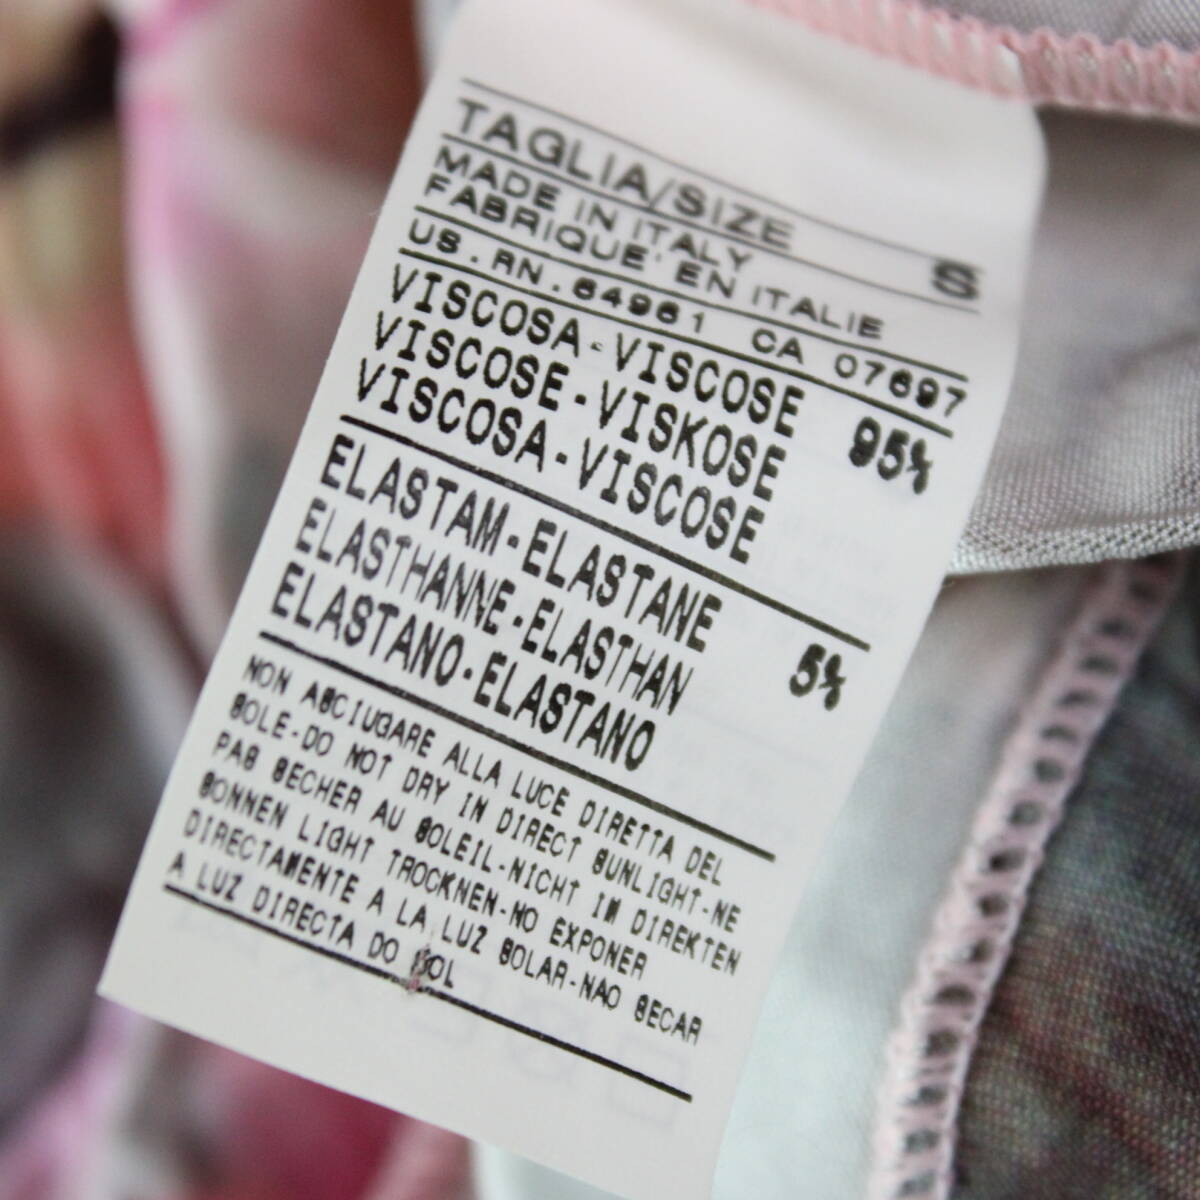 TAGLIA/SIZE S
MADE IN ITALY
FABRIQUE' EN ITALIE
US.RN.64961 CA 07697
VISCOSA-VISCOSE 95%
VISCOSE-VISKOSE
VISCOSA-VISCOSE
ELASTAM-ELASTANE 5%
ELASTHANNE-ELASTHAN
ELASTANO-ELASTANO
NON ASCIUGARE ALLA LUCE DIRETTA DEL
SOLE-DO NOT DRY IN DIRECT SUNLIGHT-NE
PAS SECHER AU SOLEIL-NICHT IM DIREKTEN
SONNEN LIGHT TROCKNEN-NO EXPONER
DIRECTAMENTE A LA LUZ SOLAR-NAO SECAR
A LUZ DIRECTA DO SOL